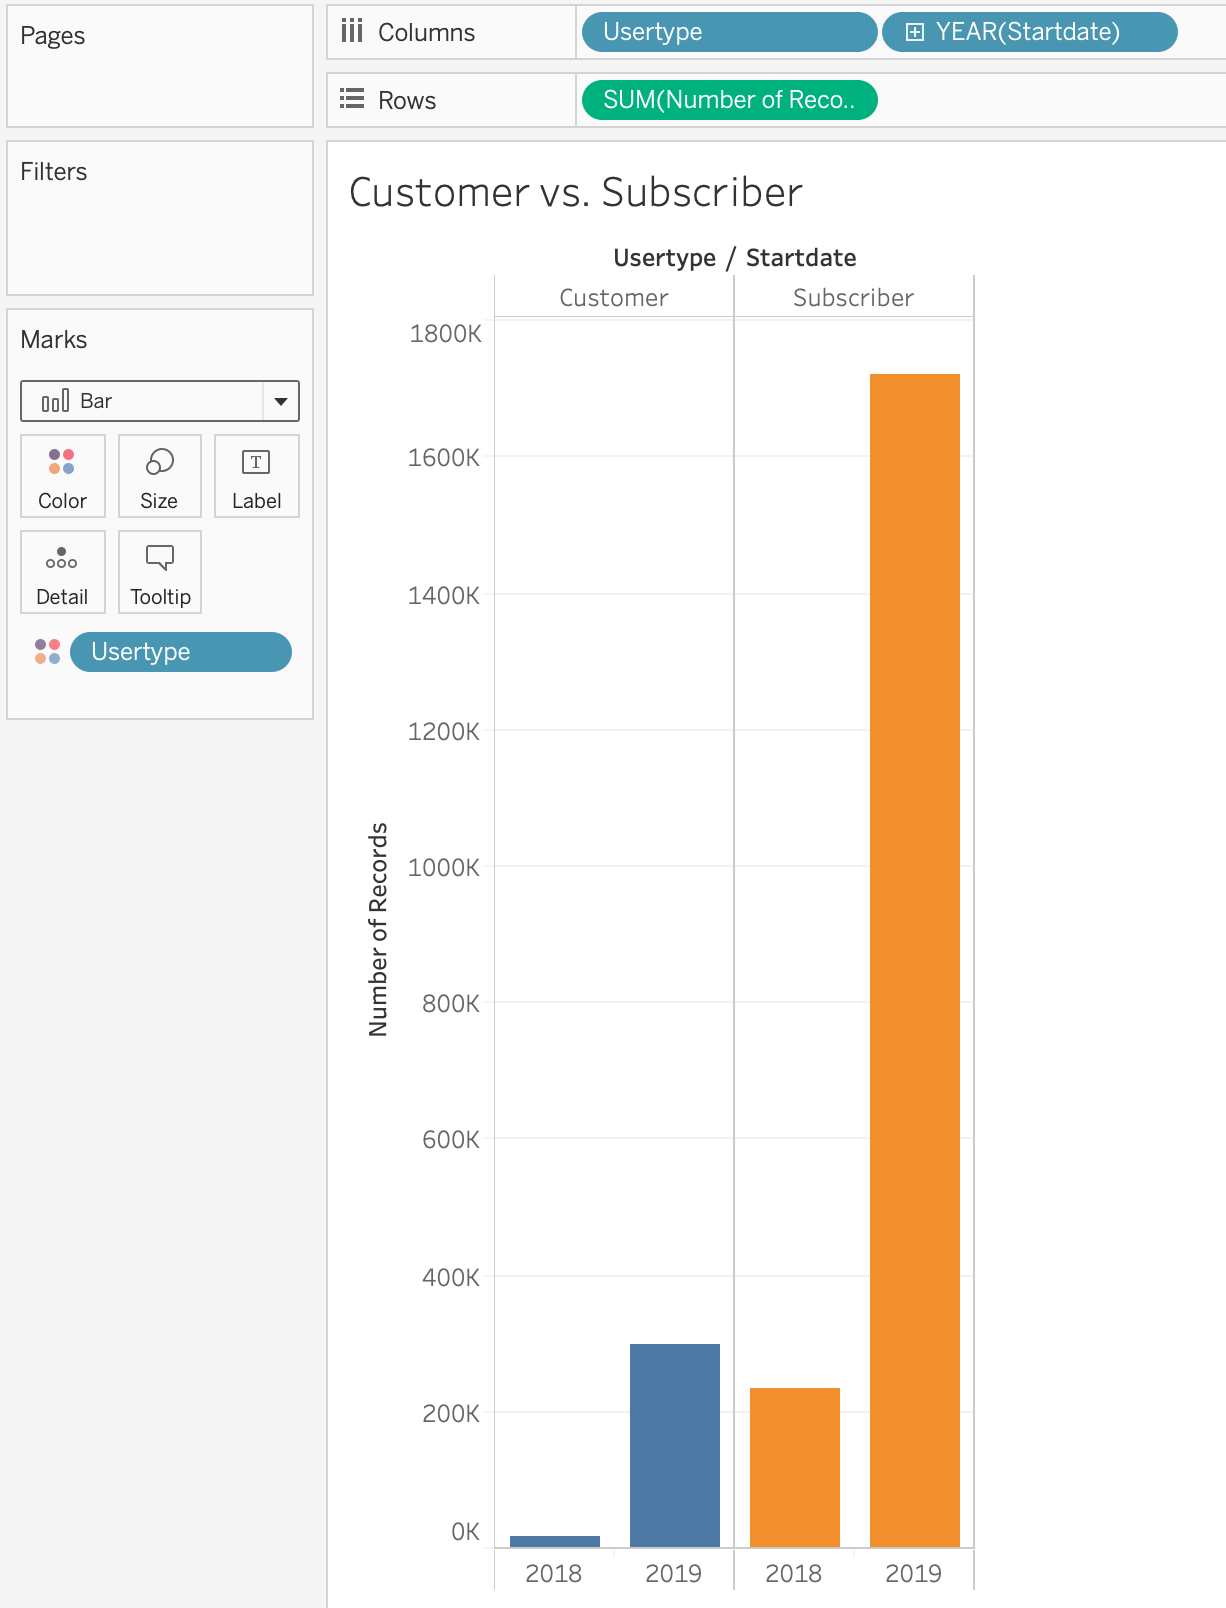 Pages
Columns
Usertype
YEAR(Startdate)
Rows
SUM(Number of Reco..
Filters
Marks
Bar
Color
Size
T
Label
Detail
Tooltip
Usertype
Customer vs. Subscriber
Usertype / Startdate
Customer
Subscriber
1800K
1600K
1400K
1200K
1000K
800K
600K
400K
200K
0K
Number of Records
2018
2019
2018
2019